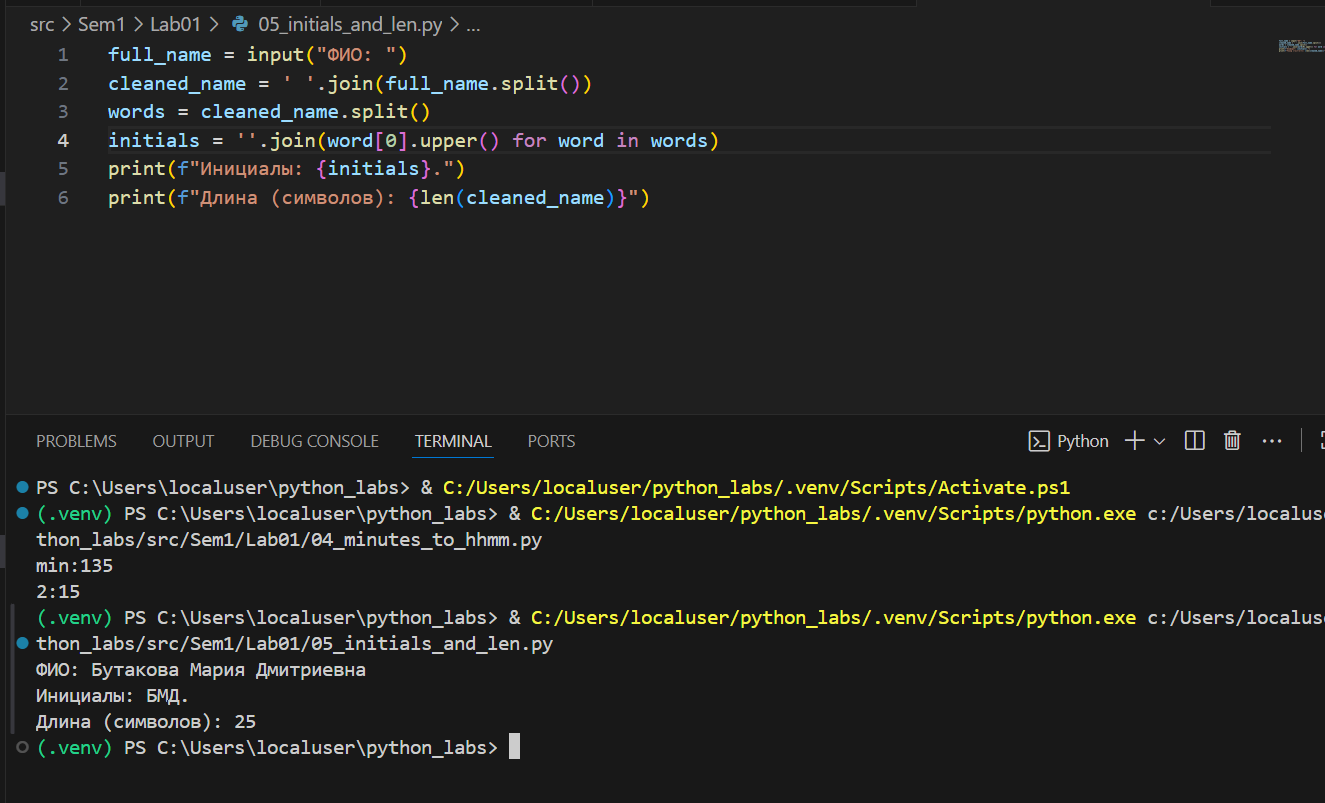 src > Sem1 > Lab01 > 05_initials_and_len.py > ...
1 full_name = input("ФИО: ")
2 cleaned_name = ' '.join(full_name.split())
3 words = cleaned_name.split()
4 initials = ''.join(word[0].upper() for word in words)
5 print(f"Инициалы: {initials}.")
6 print(f"Длина (символов): {len(cleaned_name)}")
PROBLEMS OUTPUT DEBUG CONSOLE TERMINAL PORTS Python
PS C:\Users\localuser\python_labs> & C:/Users/localuser/python_labs/.venv/Scripts/Activate.ps1
(.venv) PS C:\Users\localuser\python_labs> & C:/Users/localuser/python_labs/.venv/Scripts/python.exe c:/Users/localus
thon_labs/src/Sem1/Lab01/04_minutes_to_hhmm.py
min:135
2:15
(.venv) PS C:\Users\localuser\python_labs> & C:/Users/localuser/python_labs/.venv/Scripts/python.exe c:/Users/localus
thon_labs/src/Sem1/Lab01/05_initials_and_len.py
ФИО: Бутакова Мария Дмитриевна
Инициалы: БМД.
Длина (символов): 25
(.venv) PS C:\Users\localuser\python_labs>